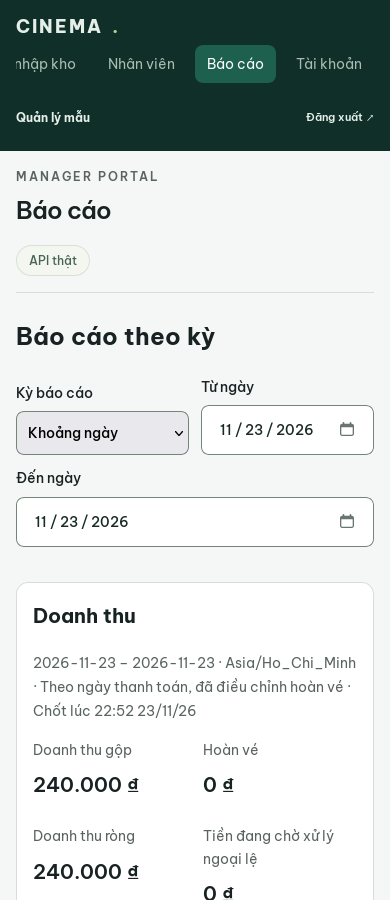 CINEMA .
nhập kho Nhân viên Báo cáo Tài khoản
Quản lý mẫu Đăng xuất ↗
MANAGER PORTAL
Báo cáo
API thật
Báo cáo theo kỳ
Kỳ báo cáo Từ ngày
Khoảng ngày 11 / 23 / 2026
Đến ngày
11 / 23 / 2026
Doanh thu
2026-11-23 – 2026-11-23 · Asia/Ho_Chi_Minh
· Theo ngày thanh toán, đã điều chỉnh hoàn vé ·
Chốt lúc 22:52 23/11/26
Doanh thu gộp Hoàn vé
240.000 ₫ 0 ₫
Doanh thu ròng Tiền đang chờ xử lý
ngoại lệ
240.000 ₫ 0 ₫